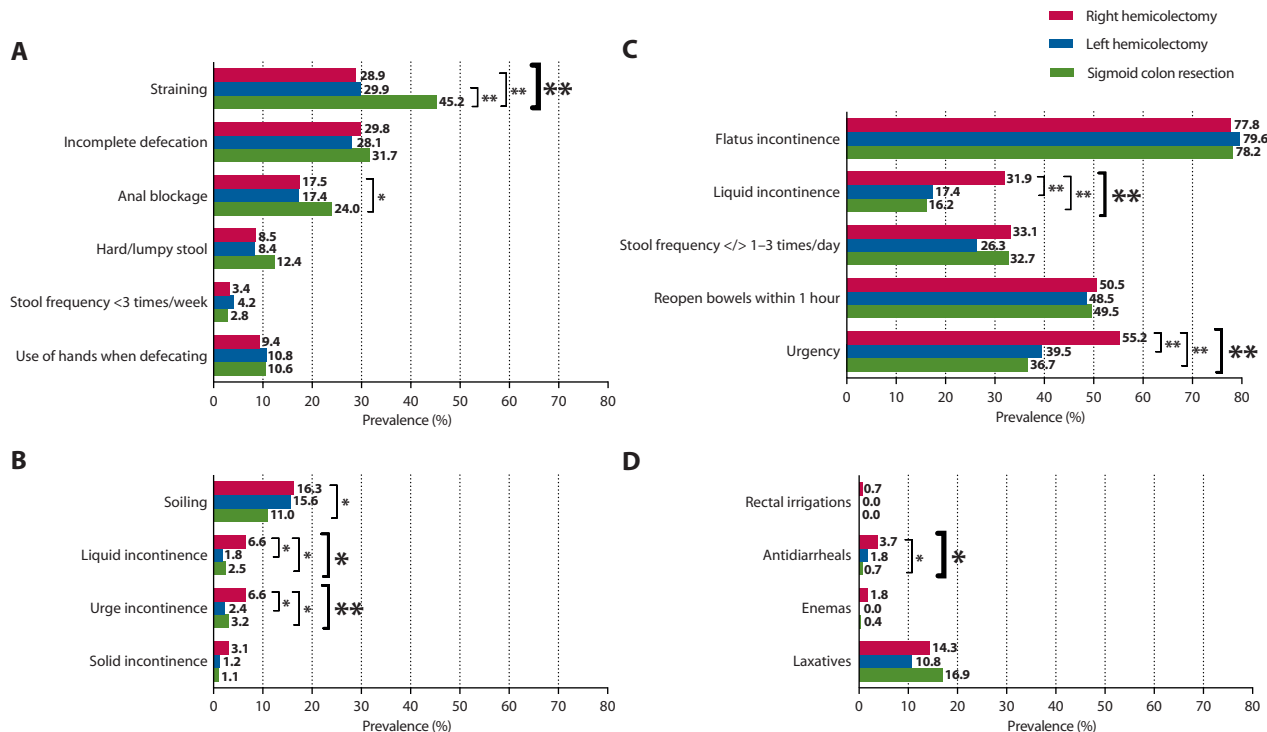 Right hemicolectomy
Left hemicolectomy
Sigmoid colon resection
A
Straining
28.9
29.9
45.2
** ** **
Incomplete defecation
29.8
28.1
31.7
Anal blockage
17.5
17.4
24.0
*
Hard/lumpy stool
8.5
8.4
12.4
Stool frequency <3 times/week
3.4
4.2
2.8
Use of hands when defecating
9.4
10.8
10.6
0 10 20 30 40 50 60 70 80
Prevalence (%)
B
Soiling
16.3
15.6
11.0
*
Liquid incontinence
6.6
1.8
2.5
* * *
Urge incontinence
6.6
2.4
3.2
* * **
Solid incontinence
3.1
1.2
1.1
0 10 20 30 40 50 60 70 80
Prevalence (%)
C
Flatus incontinence
77.8
79.6
78.2
Liquid incontinence
31.9
17.4
16.2
** ** **
Stool frequency </> 1–3 times/day
33.1
26.3
32.7
Reopen bowels within 1 hour
50.5
48.5
49.5
Urgency
55.2
39.5
36.7
** ** **
0 10 20 30 40 50 60 70 80
Prevalence (%)
D
Rectal irrigations
0.7
0.0
0.0
Antidiarrheals
3.7
1.8
0.7
* *
Enemas
1.8
0.0
0.4
Laxatives
14.3
10.8
16.9
0 10 20 30 40 50 60 70 80
Prevalence (%)